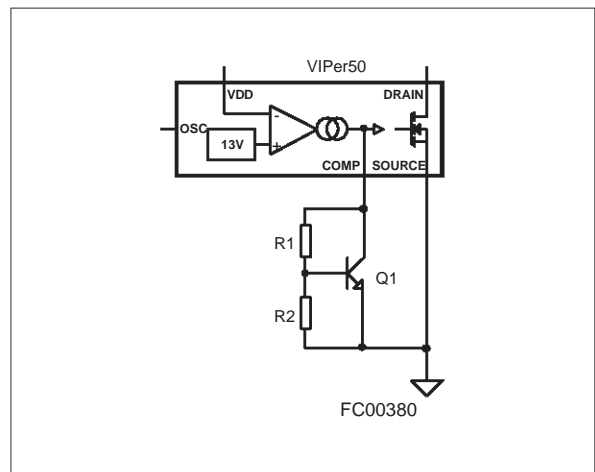 VIPer50
VDD
DRAIN
OSC
-
13V
+
COMP
SOURCE
R1
Q1
R2
FC00380